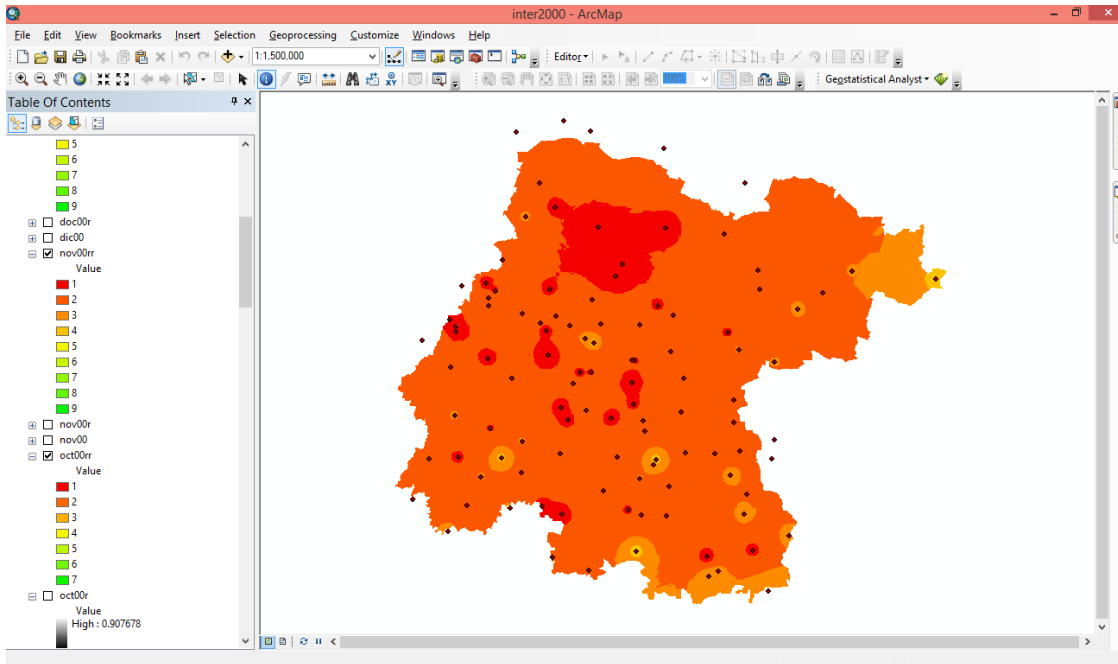 inter2000 - ArcMap
File Edit View Bookmarks Insert Selection Geoprocessing Customize Windows Help
1:1,500,000
Editor
100%
Geostatistical Analyst
Table Of Contents
5
6
7
8
9
doc00r
dic00
nov00rr
Value
1
2
3
4
5
6
7
8
9
nov00r
nov00
oct00rr
Value
1
2
3
4
5
6
7
oct00r
Value
High : 0.907678